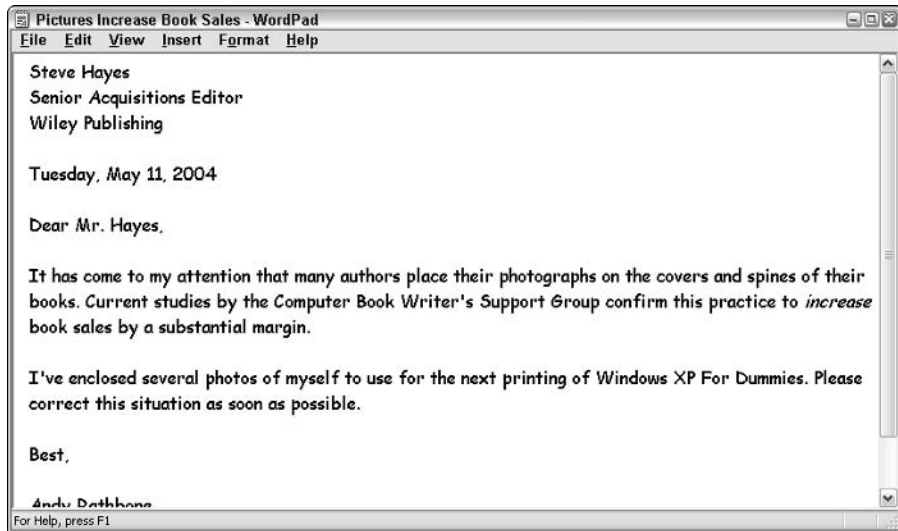 Pictures Increase Book Sales - WordPad
File Edit View Insert Format Help
Steve Hayes
Senior Acquisitions Editor
Wiley Publishing
Tuesday, May 11, 2004
Dear Mr. Hayes,
It has come to my attention that many authors place their photographs on the covers and spines of their
books. Current studies by the Computer Book Writer's Support Group confirm this practice to increase
book sales by a substantial margin.
I've enclosed several photos of myself to use for the next printing of Windows XP For Dummies. Please
correct this situation as soon as possible.
Best,
Andy Rathbone
For Help, press F1